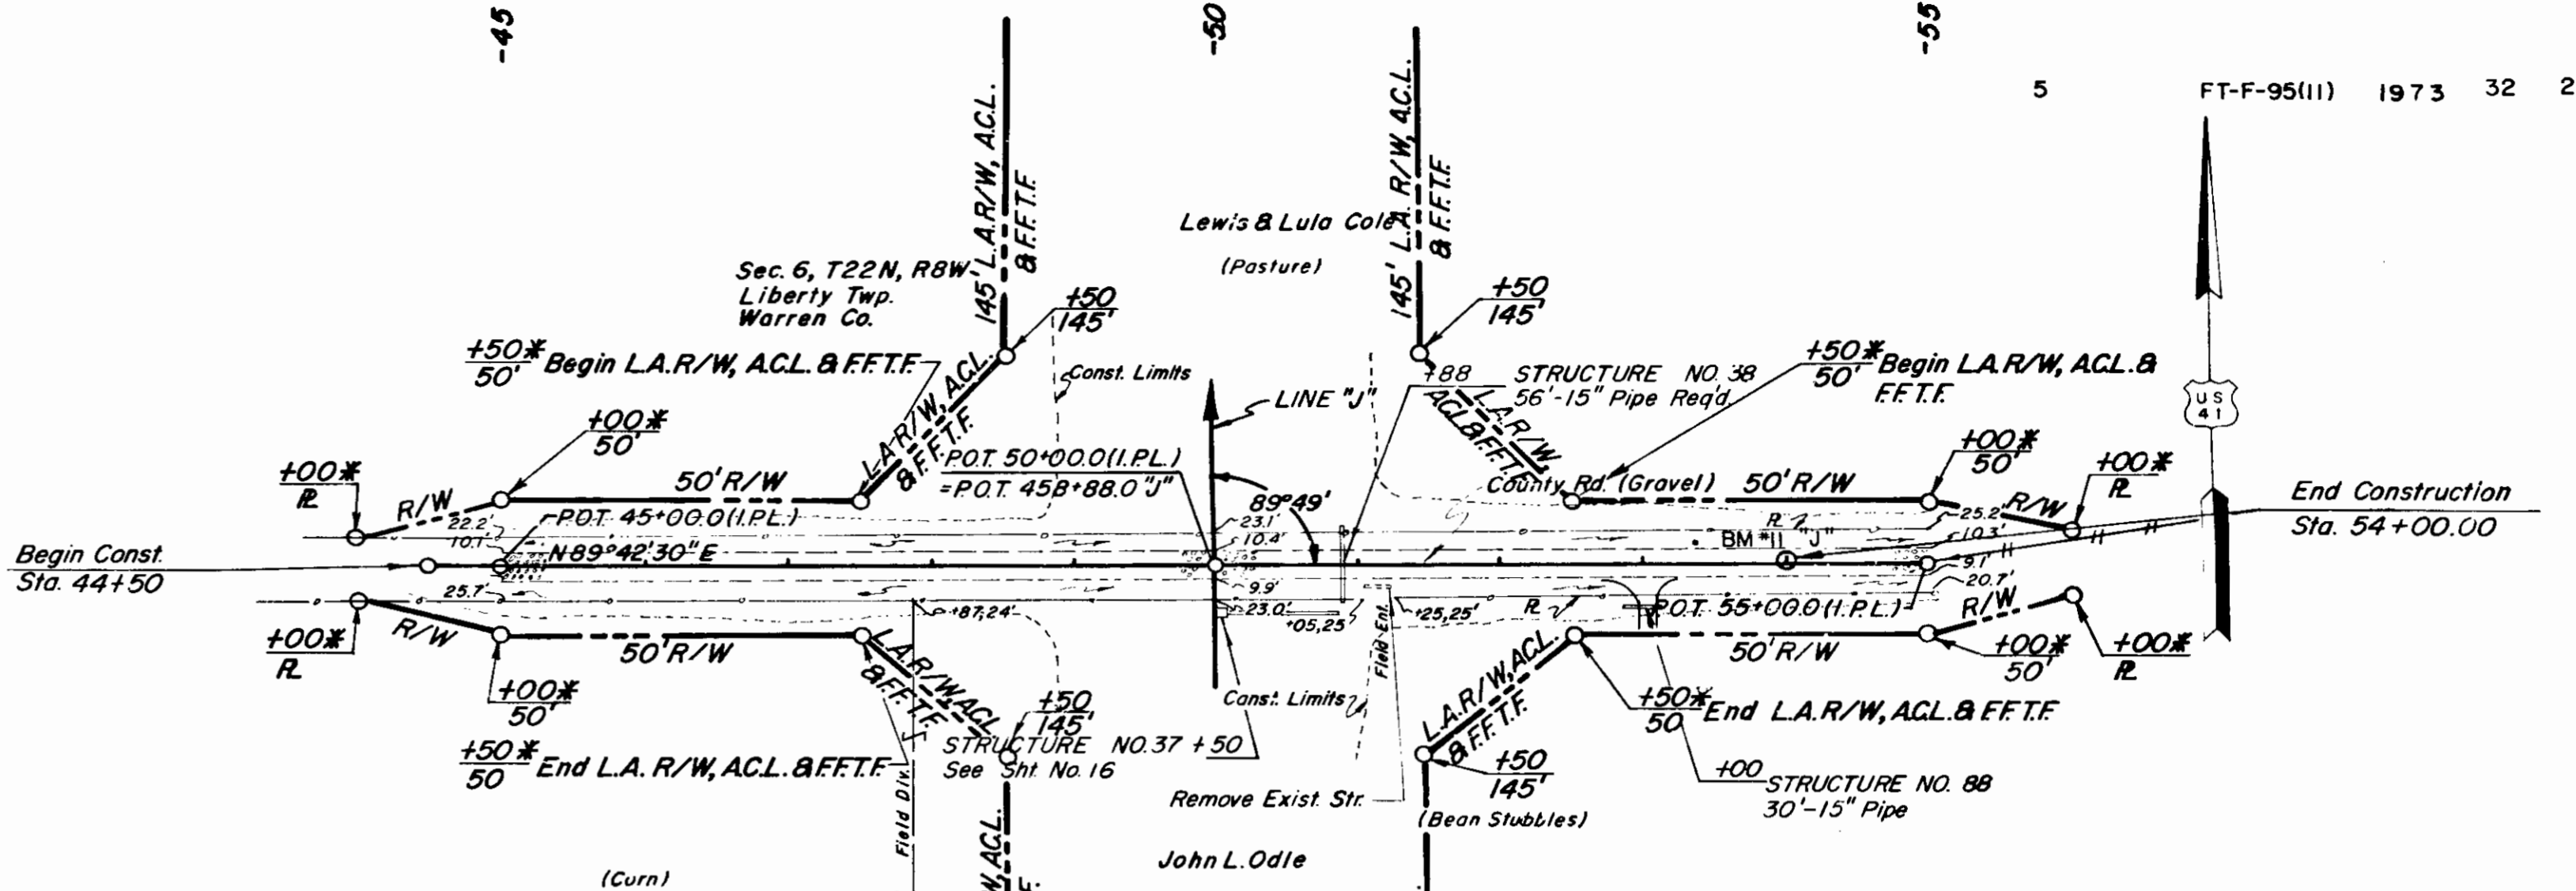 -45
-50
-55
5
FT-F-95(11) 1973 32 2
145' L.A.R/W, A.C.L.
& F.F.T.F.
145' L.A. R/W, A.C.L.
& F.F.T.F.
Lewis & Lula Cole
(Pasture)
Sec. 6, T22N, R8W
Liberty Twp.
Warren Co.
+50
145'
+50
145'
+50*
50'
Begin L.A.R/W, A.C.L. & F.F.T.F.
L.A.R/W, A.C.L.
& F.F.T.F.
Const. Limits
LINE "J"
+88
STRUCTURE NO. 38
56'-15" Pipe Req'd.
L.A.R/W.
A.C.L.&F.F.T.F.
+50*
50'
Begin L.A.R/W, A.C.L. &
F.F.T.F.
US
41
+00*
50'
+00*
50'
+00*
PL
+00*
PL
R/W
50' R/W
P.O.T. 50+00.0 (I.P.L.)
=P.O.T. 45B+88.0 "J"
89°49'
County Rd. (Gravel)
50' R/W
R/W
End Construction
Sta. 54+00.00
22.2'
10.1'
P.O.T. 45+00.0 (I.P.L.)
23.1'
10.4'
PL
BM #11 "J"
25.2'
10.3'
Begin Const.
Sta. 44+50
N89°42'30"E
9.1'
20.7'
25.7'
+87,24'
9.9'
23.0'
+05,25
+25,25'
PL
P.O.T. 55+00.0 (I.P.L.)
R/W
+00*
PL
R/W
50' R/W
L.A.R/W, A.C.L.
& F.F.T.F.
Field Ent.
L.A.R/W, A.C.L.
& F.F.T.F.
50' R/W
+00*
50'
+00*
PL
+00*
50'
+50
145'
Const. Limits
+50*
50
End L.A.R/W, A.C.L. & F.F.T.F.
+50*
50
End L.A. R/W, A.C.L. & F.F.T.F.
Field Div.
STRUCTURE NO. 37 +50
See Sht. No. 16
Remove Exist. Str.
+50
145'
+00
STRUCTURE NO. 88
30'-15" Pipe
(Bean Stubbles)
John L. Odle
(Corn)
A.C.L.